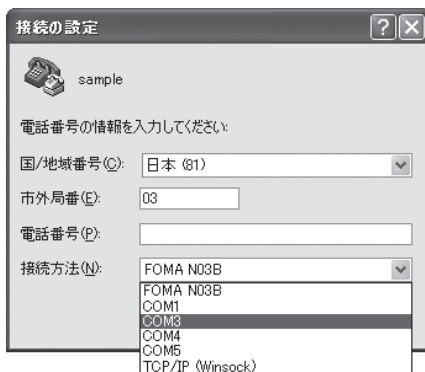 接続の設定
sample
電話番号の情報を入力してください:
国/地域番号(C): 日本 (81)
市外局番(E): 03
電話番号(P):
接続方法(N): FOMA N03B
FOMA N03B
COM1
COM3
COM4
COM5
TCP/IP (Winsock)